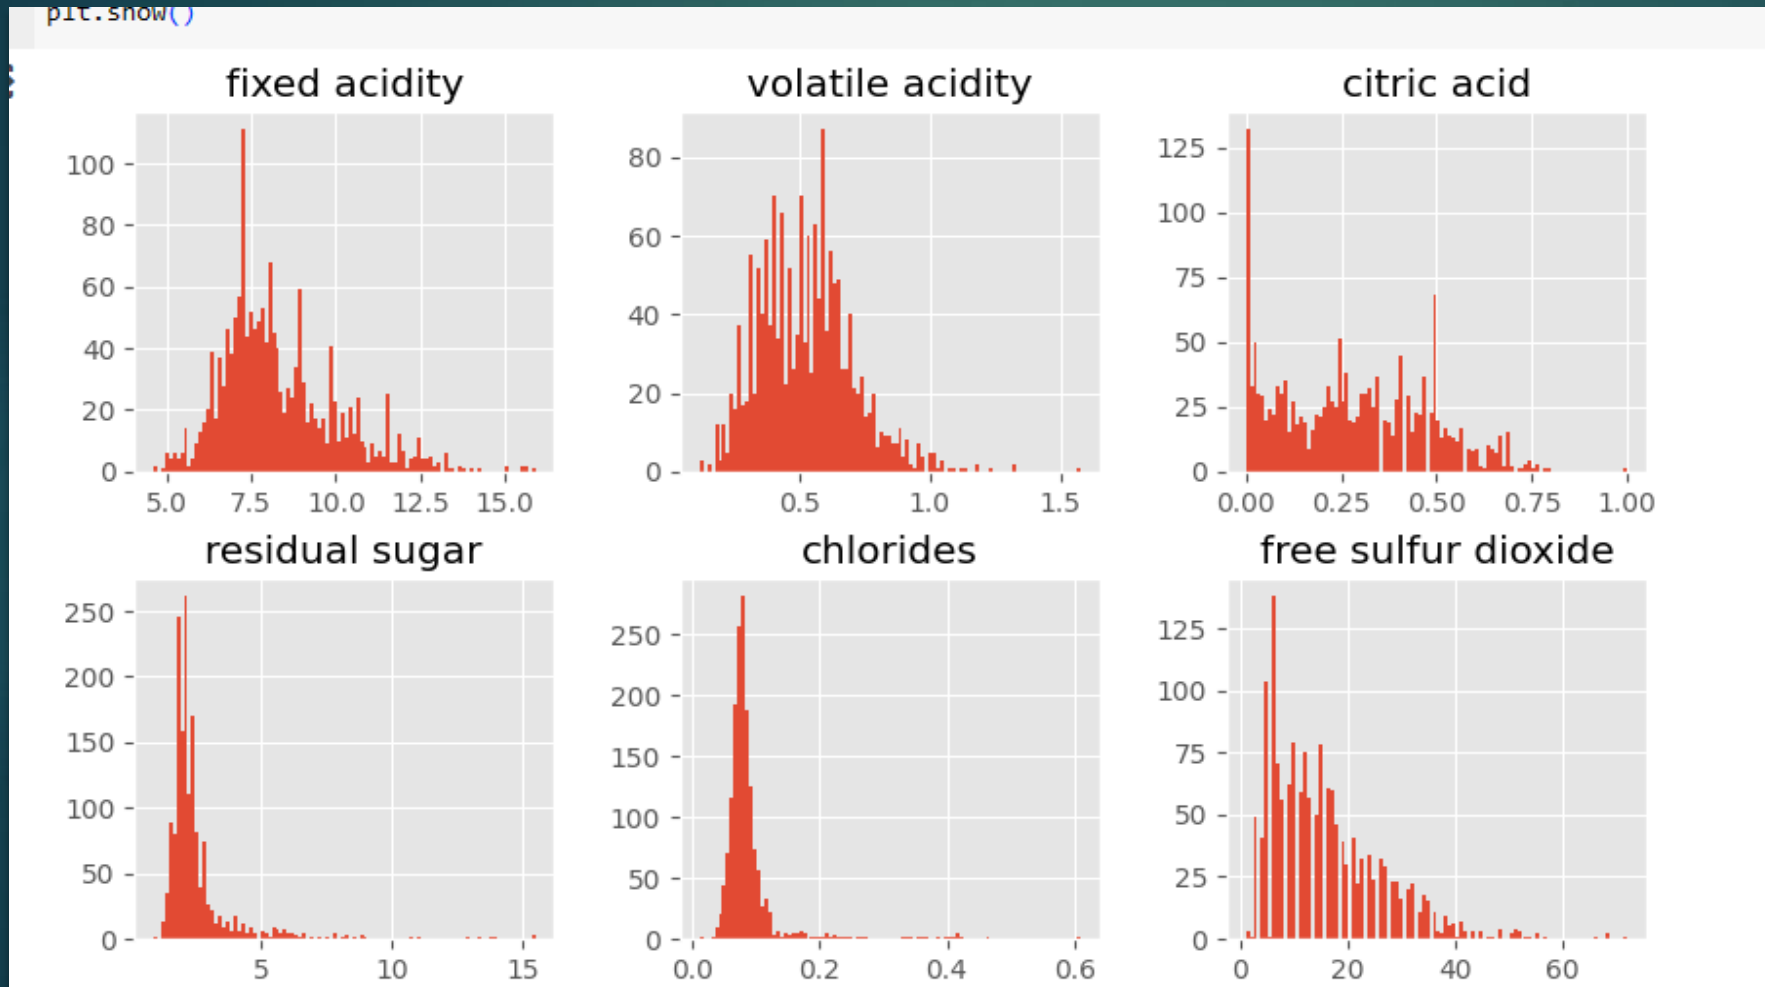 plt.show()
fixed acidity
100
80
60
40
20
0
5.0 7.5 10.0 12.5 15.0
volatile acidity
80
60
40
20
0
0.5 1.0 1.5
citric acid
125
100
75
50
25
0
0.00 0.25 0.50 0.75 1.00
residual sugar
250
200
150
100
50
0
5 10 15
chlorides
250
200
150
100
50
0
0.0 0.2 0.4 0.6
free sulfur dioxide
125
100
75
50
25
0
0 20 40 60